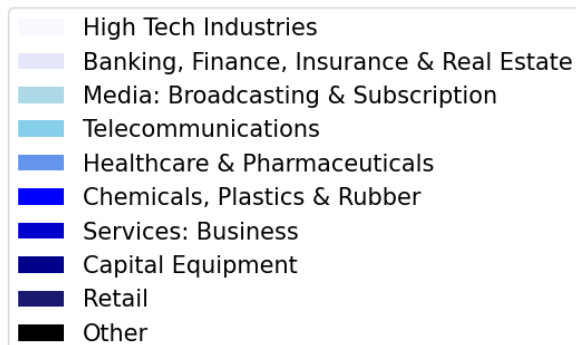 High Tech Industries
Banking, Finance, Insurance & Real Estate
Media: Broadcasting & Subscription
Telecommunications
Healthcare & Pharmaceuticals
Chemicals, Plastics & Rubber
Services: Business
Capital Equipment
Retail
Other